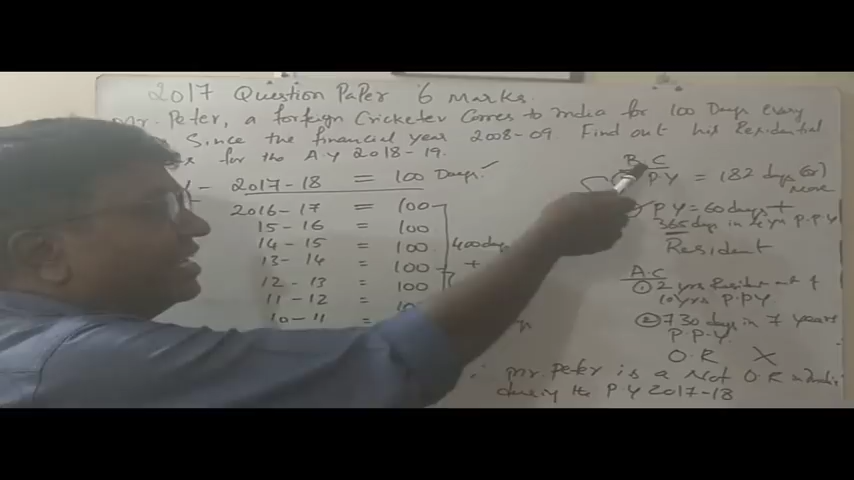 2017 Question Paper 6 marks.
Mr. Peter, a foreign Cricketer Comes to India for 100 Days every
Since the financial year 2008-09. Find out his Residential
for the A.Y 2018-19.
B.C
2017-18 = 100 Days.
P.Y = 182 days (or) more
2016-17 = 100
P.Y = 60 days +
15-16 = 100
365 days in 4 yrs P.P.Y
14-15 = 100 400 days
Resident
13-14 = 100 +
12-13 = 100
A.C
① 2 yrs Resident out of
11-12 = 100
10 yrs P.P.Y
10-11 =
② 730 days in 7 years
P.P.Y
O.R X
∴ Mr. Peter is a Not O.R in India
during the P.Y 2017-18